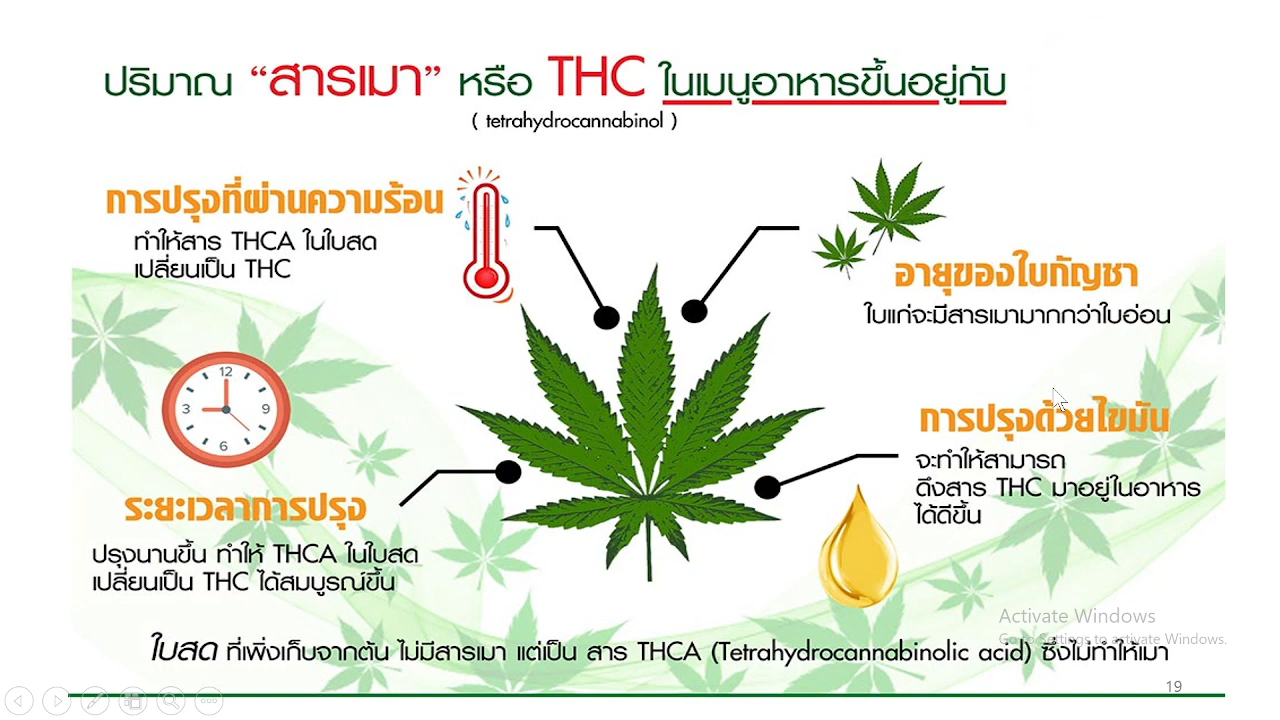 ปริมาณ “สารเมา” หรือ THC ในเมนูอาหารขึ้นอยู่กับ
( tetrahydrocannabinol )
การปรุงที่ผ่านความร้อน
ทำให้สาร THCA ในใบสด
เปลี่ยนเป็น THC
อายุของใบกัญชา
ใบแก่จะมีสารเมามากกว่าใบอ่อน
12
3
9
6
ระยะเวลาการปรุง
ปรุงนานขึ้น ทำให้ THCA ในใบสด
เปลี่ยนเป็น THC ได้สมบูรณ์ขึ้น
การปรุงด้วยไขมัน
จะทำให้สามารถ
ดึงสาร THC มาอยู่ในอาหาร
ได้ดีขึ้น
Activate Windows
Go to Settings to activate Windows.
ใบสด ที่เพิ่งเก็บจากต้น ไม่มีสารเมา แต่เป็น สาร THCA (Tetrahydrocannabinolic acid) ซึ่งไม่ทำให้เมา
19